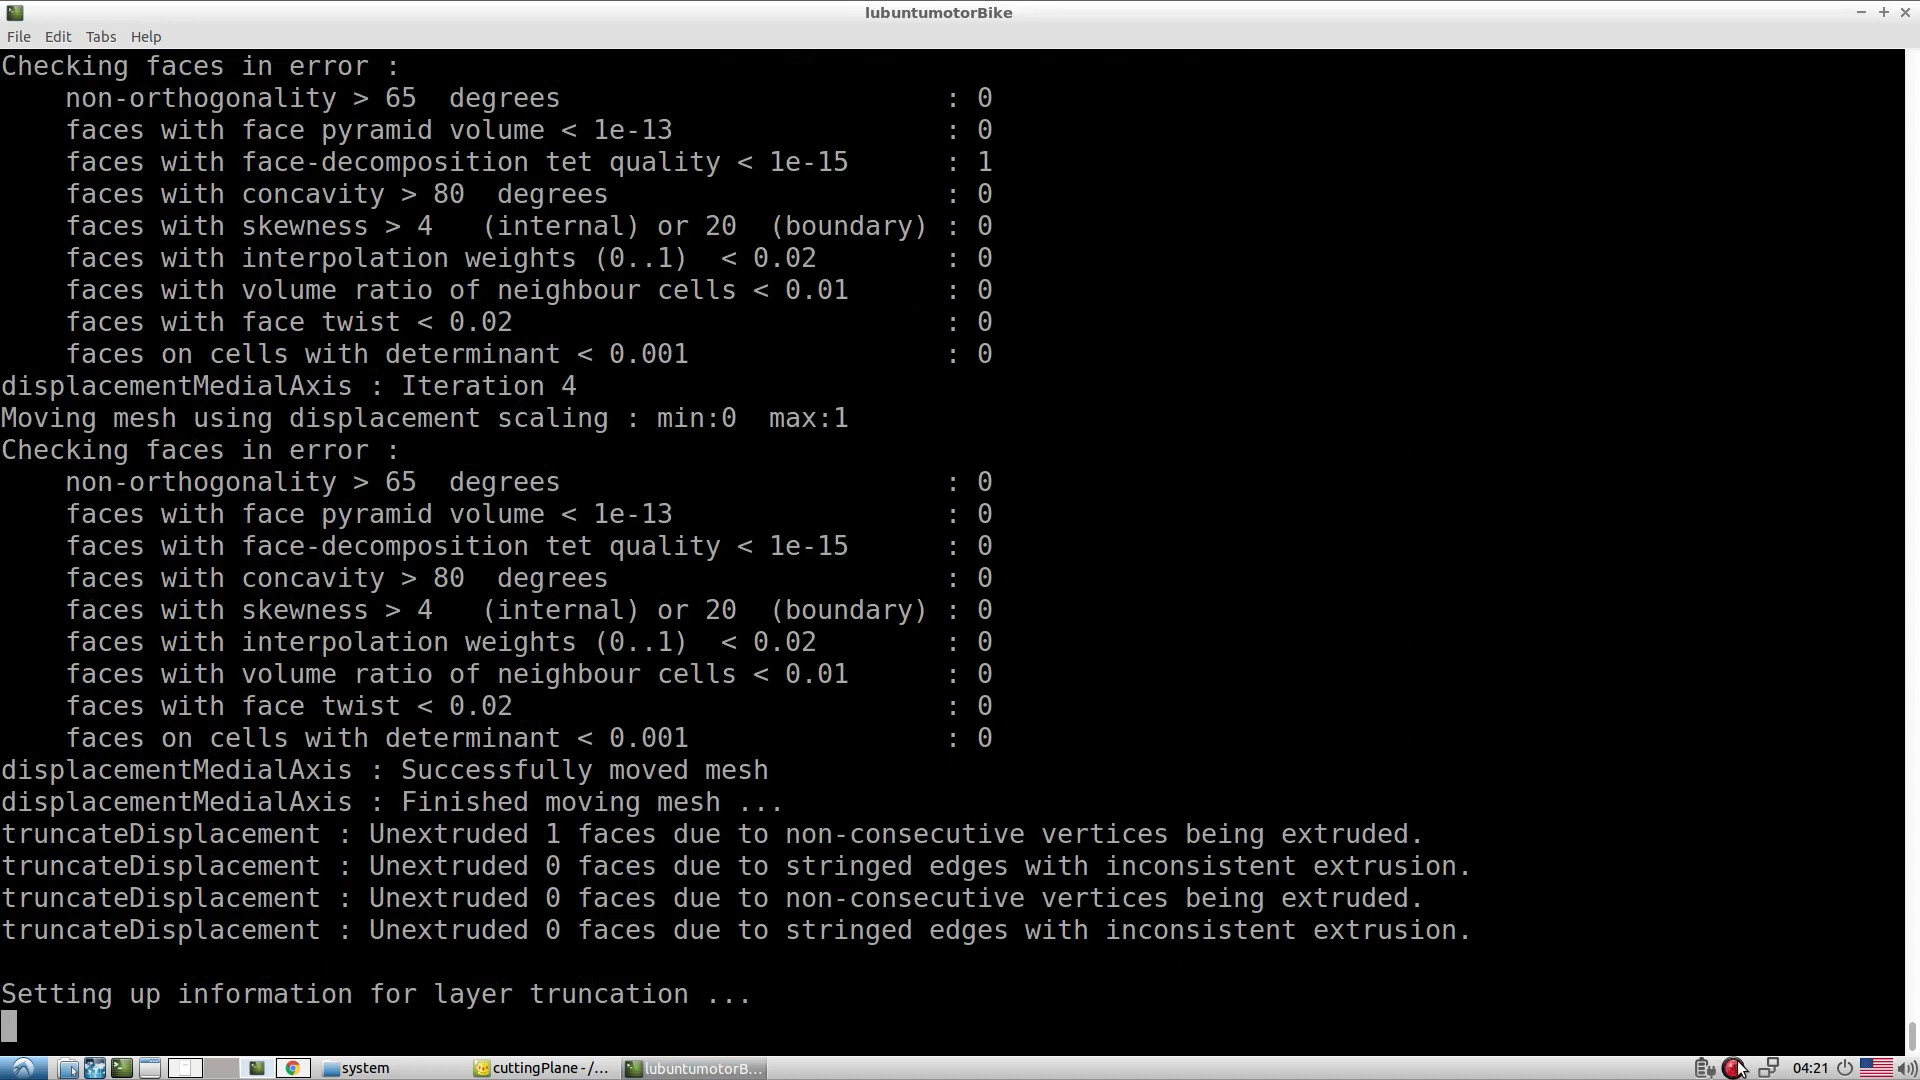 lubuntumotorBike
File Edit Tabs Help
Checking faces in error :
    non-orthogonality > 65  degrees                        : 0
    faces with face pyramid volume < 1e-13                 : 0
    faces with face-decomposition tet quality < 1e-15      : 1
    faces with concavity > 80  degrees                     : 0
    faces with skewness > 4   (internal) or 20  (boundary) : 0
    faces with interpolation weights (0..1)  < 0.02        : 0
    faces with volume ratio of neighbour cells < 0.01      : 0
    faces with face twist < 0.02                           : 0
    faces on cells with determinant < 0.001                : 0
displacementMedialAxis : Iteration 4
Moving mesh using displacement scaling : min:0  max:1
Checking faces in error :
    non-orthogonality > 65  degrees                        : 0
    faces with face pyramid volume < 1e-13                 : 0
    faces with face-decomposition tet quality < 1e-15      : 0
    faces with concavity > 80  degrees                     : 0
    faces with skewness > 4   (internal) or 20  (boundary) : 0
    faces with interpolation weights (0..1)  < 0.02        : 0
    faces with volume ratio of neighbour cells < 0.01      : 0
    faces with face twist < 0.02                           : 0
    faces on cells with determinant < 0.001                : 0
displacementMedialAxis : Successfully moved mesh
displacementMedialAxis : Finished moving mesh ...
truncateDisplacement : Unextruded 1 faces due to non-consecutive vertices being extruded.
truncateDisplacement : Unextruded 0 faces due to stringed edges with inconsistent extrusion.
truncateDisplacement : Unextruded 0 faces due to non-consecutive vertices being extruded.
truncateDisplacement : Unextruded 0 faces due to stringed edges with inconsistent extrusion.
Setting up information for layer truncation ...
system cuttingPlane - /... lubuntumotorB... 04:21